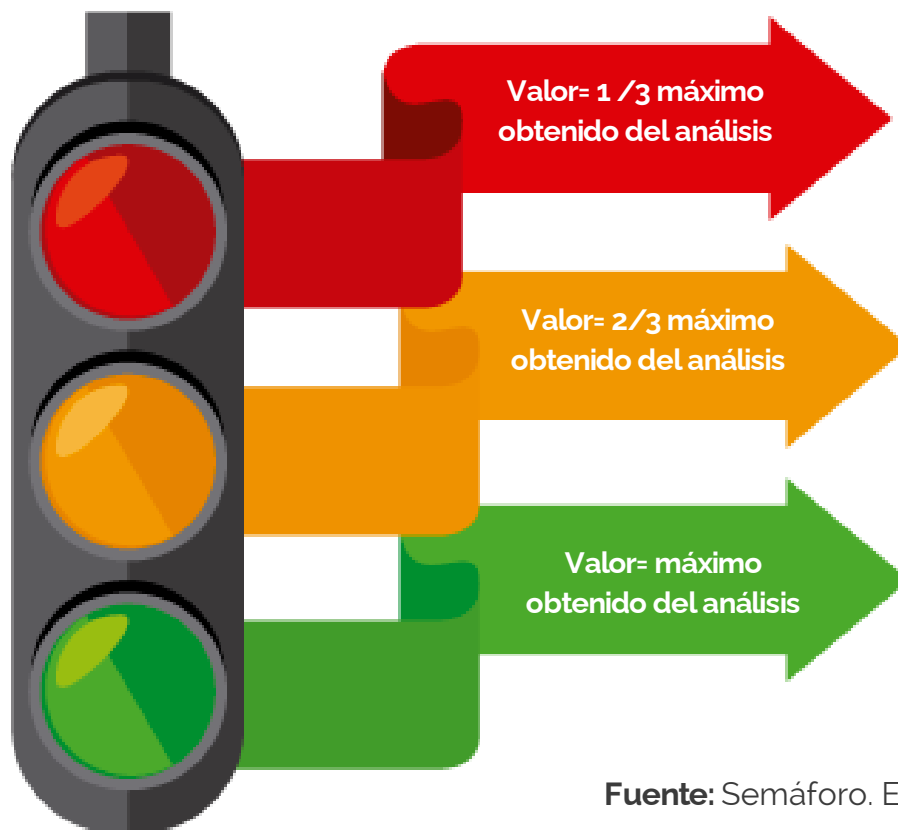 Valor= 1 /3 máximo
obtenido del análisis
Valor= 2/3 máximo
obtenido del análisis
Valor= máximo
obtenido del análisis
Fuente: Semáforo. E